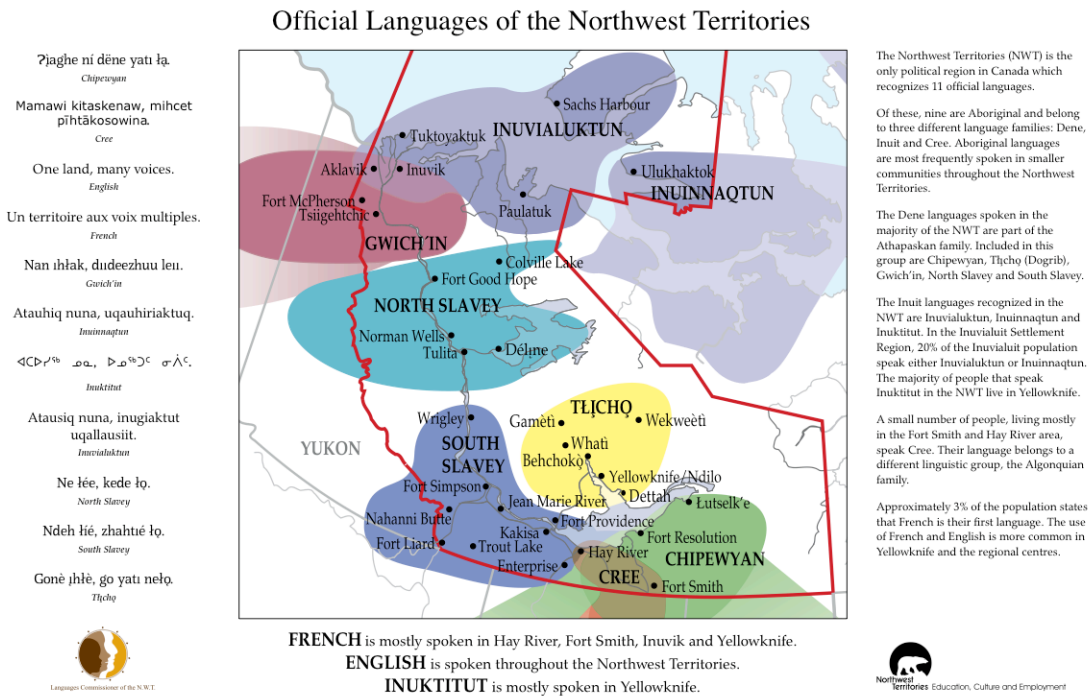 Official Languages of the Northwest Territories
ʔįaghe ní dëne yatı ła̧.
Chipewyan
Mamawi kitaskenaw, mihcet
pīhtākosowina.
Cree
One land, many voices.
English
Un territoire aux voix multiples.
French
Nan ıhłak, dııdeezhuu leıı.
Gwich'in
Atauhiq nuna, uqauhiriaktuq.
Inuinnaqtun
ᐊᑕᐅᓯᖅ ᓄᓇ, ᐅᓄᖅᑐᑦ ᓂᐲᑦ.
Inuktitut
Atausiq nuna, inugiaktut
uqallausiit.
Inuvialuktun
Ne łée, kede łǫ.
North Slavey
Ndeh łıé, zhahtıé łǫ.
South Slavey
Gonè ı̨hłè, go yatı nełǫ.
Tłı̨chǫ
Languages Commissioner of the N.W.T.
Sachs Harbour
INUVIALUKTUN
Tuktoyaktuk
Aklavik
Inuvik
Ulukhaktok
INUINNAQTUN
Fort McPherson
Tsiigehtchic
Paulatuk
GWICH'IN
Colville Lake
Fort Good Hope
NORTH SLAVEY
Norman Wells
Tulita
Délı̨ne
Wrigley
TŁĮCHǪ
Gamètì
Wekweètì
YUKON
SOUTH
SLAVEY
Whatì
Behchokǫ̀
Fort Simpson
Yellowknife/Ndilo
Dettah
Jean Marie River
Łutselk'e
Nahanni Butte
Fort Providence
Kakisa
Fort Resolution
Fort Liard
Trout Lake
Hay River
CHIPEWYAN
Enterprise
CREE
Fort Smith
FRENCH is mostly spoken in Hay River, Fort Smith, Inuvik and Yellowknife.
ENGLISH is spoken throughout the Northwest Territories.
INUKTITUT is mostly spoken in Yellowknife.
The Northwest Territories (NWT) is the
only political region in Canada which
recognizes 11 official languages.
Of these, nine are Aboriginal and belong
to three different language families: Dene,
Inuit and Cree. Aboriginal languages
are most frequently spoken in smaller
communities throughout the Northwest
Territories.
The Dene languages spoken in the
majority of the NWT are part of the
Athapaskan family. Included in this
group are Chipewyan, Tłı̨chǫ (Dogrib),
Gwich'in, North Slavey and South Slavey.
The Inuit languages recognized in the
NWT are Inuvialuktun, Inuinnaqtun and
Inuktitut. In the Inuvialuit Settlement
Region, 20% of the Inuvialuit population
speak either Inuvialuktun or Inuinnaqtun.
The majority of people that speak
Inuktitut in the NWT live in Yellowknife.
A small number of people, living mostly
in the Fort Smith and Hay River area,
speak Cree. Their language belongs to a
different linguistic group, the Algonquian
family.
Approximately 3% of the population states
that French is their first language. The use
of French and English is more common in
Yellowknife and the regional centres.
Northwest
Territories Education, Culture and Employment